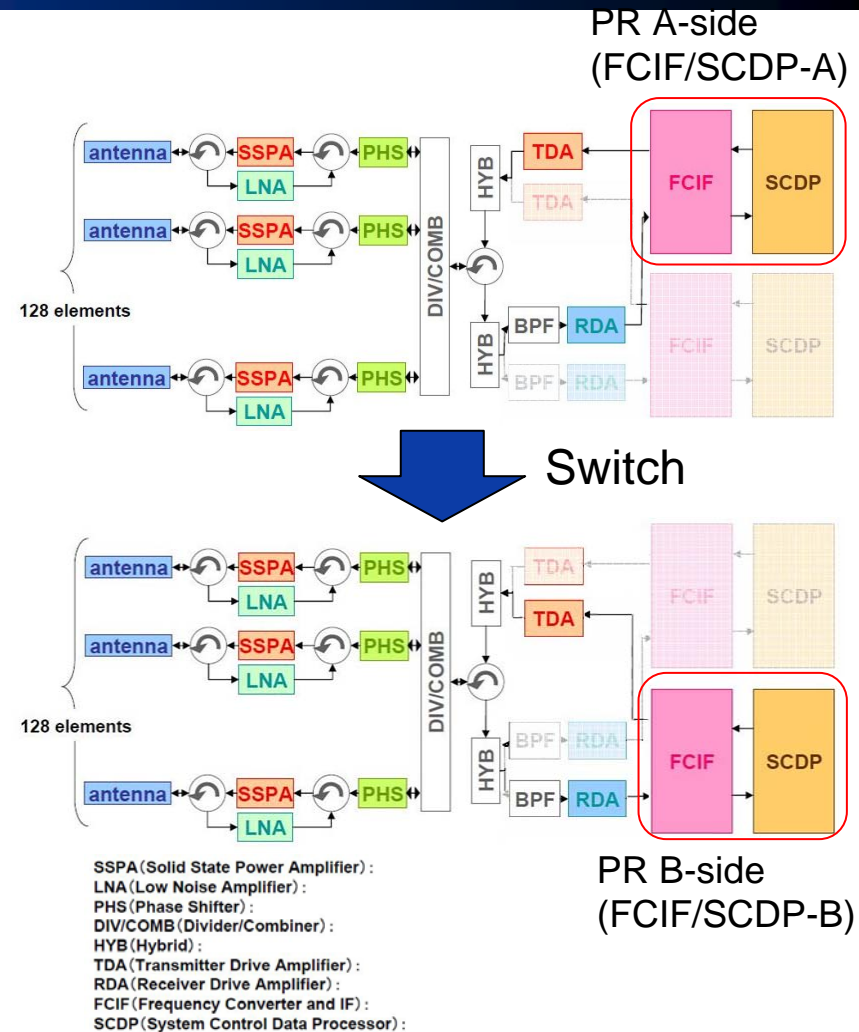 PR A-side
(FCIF/SCDP-A)
antenna
SSPA
PHS
LNA
antenna
SSPA
PHS
LNA
128 elements
antenna
SSPA
PHS
LNA
DIV/COMB
HYB
TDA
TDA
HYB
BPF
RDA
BPF
RDA
FCIF
SCDP
FCIF
SCDP
Switch
antenna
SSPA
PHS
LNA
antenna
SSPA
PHS
LNA
128 elements
antenna
SSPA
PHS
LNA
DIV/COMB
HYB
TDA
TDA
HYB
BPF
RDA
BPF
RDA
FCIF
SCDP
FCIF
SCDP
SSPA(Solid State Power Amplifier):
LNA(Low Noise Amplifier):
PHS(Phase Shifter):
DIV/COMB(Divider/Combiner):
HYB(Hybrid):
TDA(Transmitter Drive Amplifier):
RDA(Receiver Drive Amplifier):
FCIF(Frequency Converter and IF):
SCDP(System Control Data Processor):
PR B-side
(FCIF/SCDP-B)